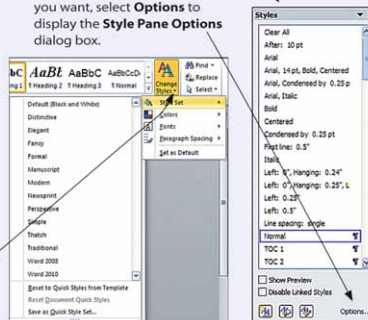 you want, select Options to
display the Style Pane Options
dialog box.
bC AaBb AaBbC AaBbCcDc
ng 1 ¶ Heading 2 ¶ Heading 3 ¶ Normal
Change
Styles
Find
Replace
Select
Style Set
Colors
Fonts
Paragraph Spacing
Set as Default
Default (Black and White)
Distinctive
Elegant
Fancy
Formal
Manuscript
Modern
Newsprint
Perspective
Simple
Thatch
Traditional
Word 2003
Word 2010
Reset to Quick Styles from Template
Reset Document Quick Styles
Save as Quick Style Set...
Styles
Clear All
After: 10 pt
Arial
Arial, 14 pt, Bold, Centered
Arial, Condensed by 0.25 p
Arial, Italic
Bold
Centered
Condensed by 0.25 pt
First line: 0.5"
Italic
Left: 0", Hanging: 0.24"
Left: 0", Hanging: 0.25", L
Left: 0.25"
Left: 0.5"
Line spacing: single
Normal ¶
TOC 1 ¶
TOC 2 ¶
Show Preview
Disable Linked Styles
Options...